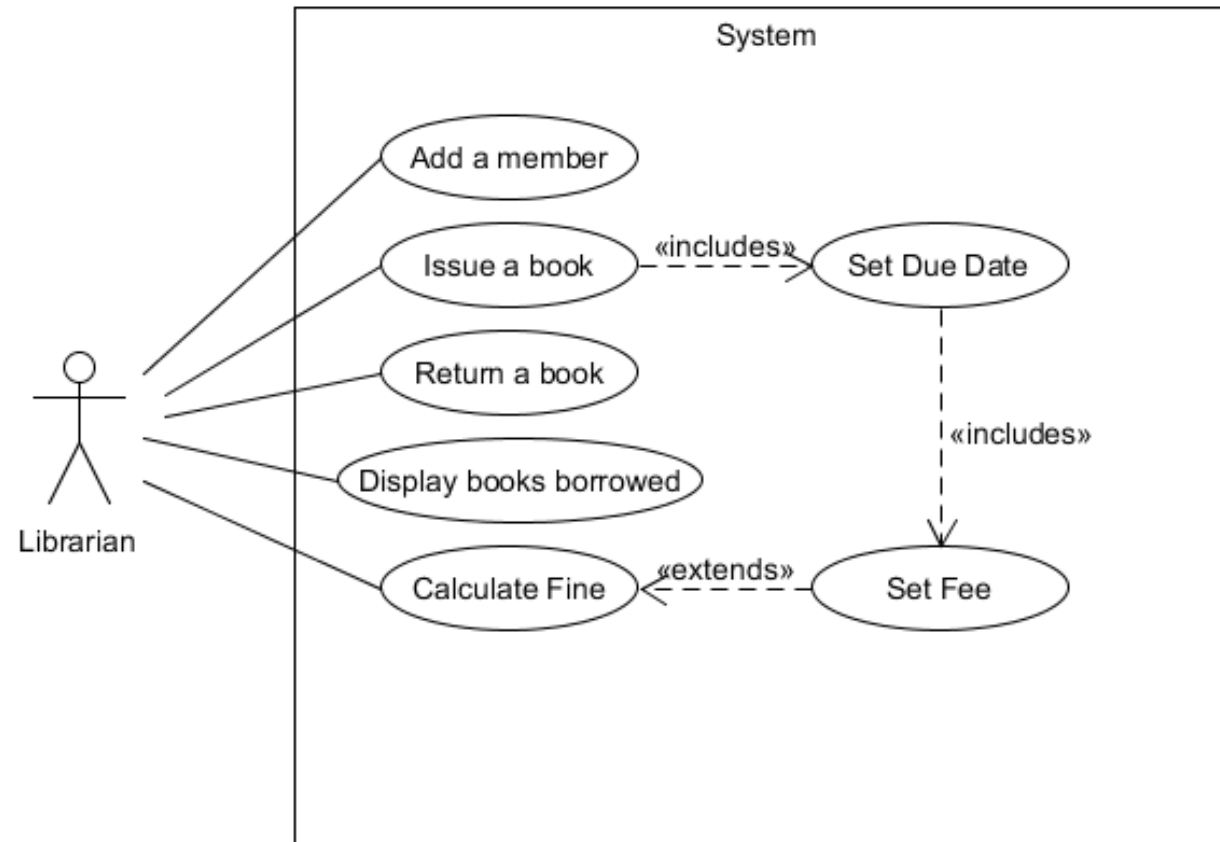 System
Add a member
Issue a book
«includes»
Set Due Date
Return a book
«includes»
Display books borrowed
Librarian
Calculate Fine
«extends»
Set Fee